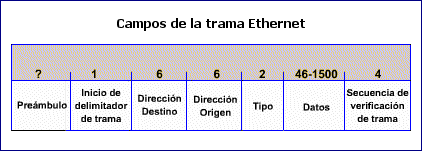 Campos de la trama Ethernet
? 1 6 6 2 46-1500 4
Preámbulo
Inicio de
delimitador
de trama
Dirección
Destino
Dirección
Origen
Tipo
Datos
Secuencia de
verificación
de trama